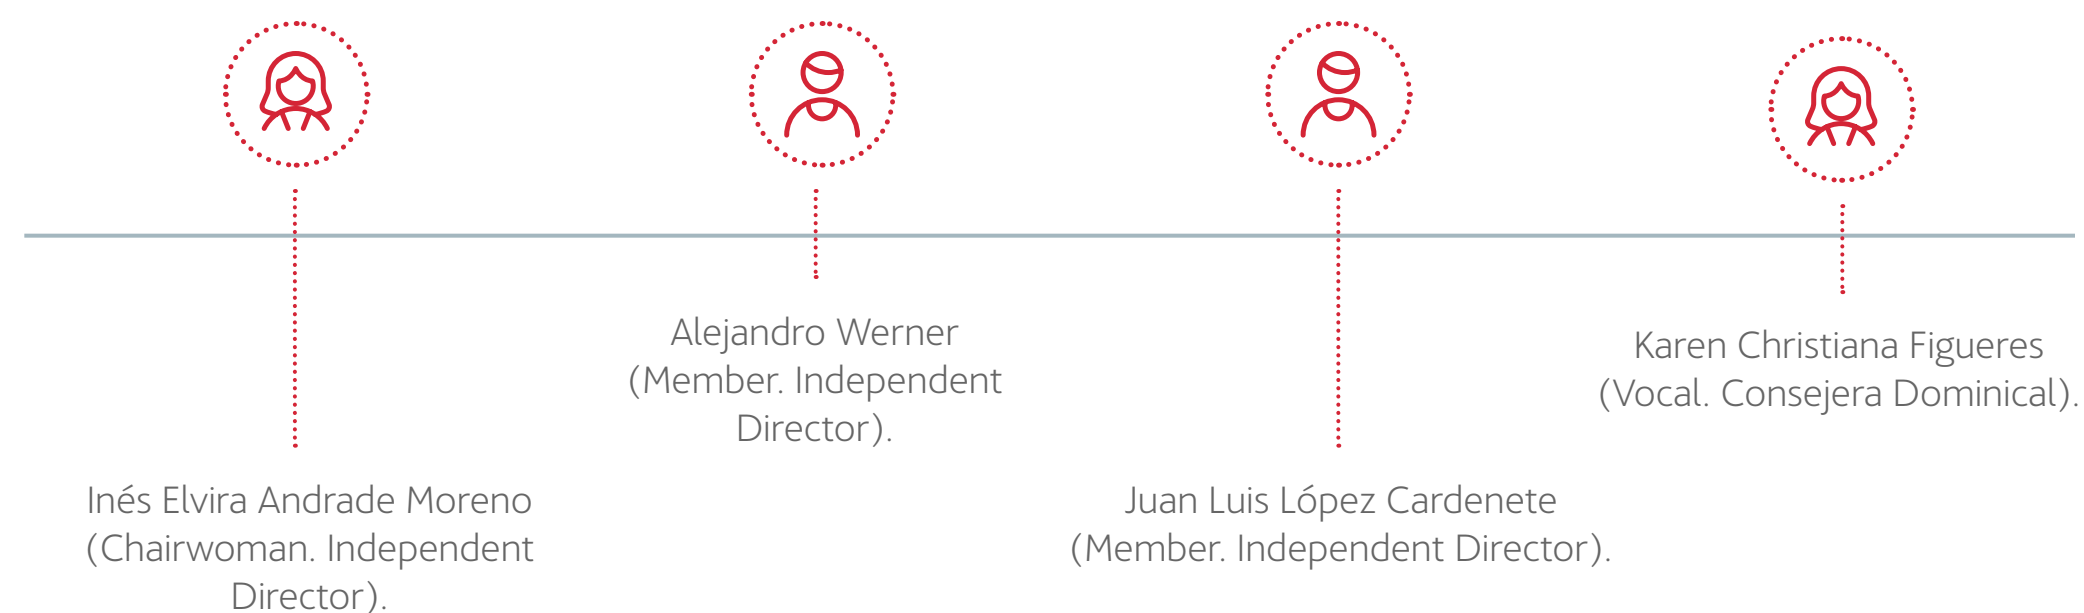 Inés Elvira Andrade Moreno
(Chairwoman. Independent
Director).
Alejandro Werner
(Member. Independent
Director).
Juan Luis López Cardenete
(Member. Independent Director).
Karen Christiana Figueres
(Vocal. Consejera Dominical).